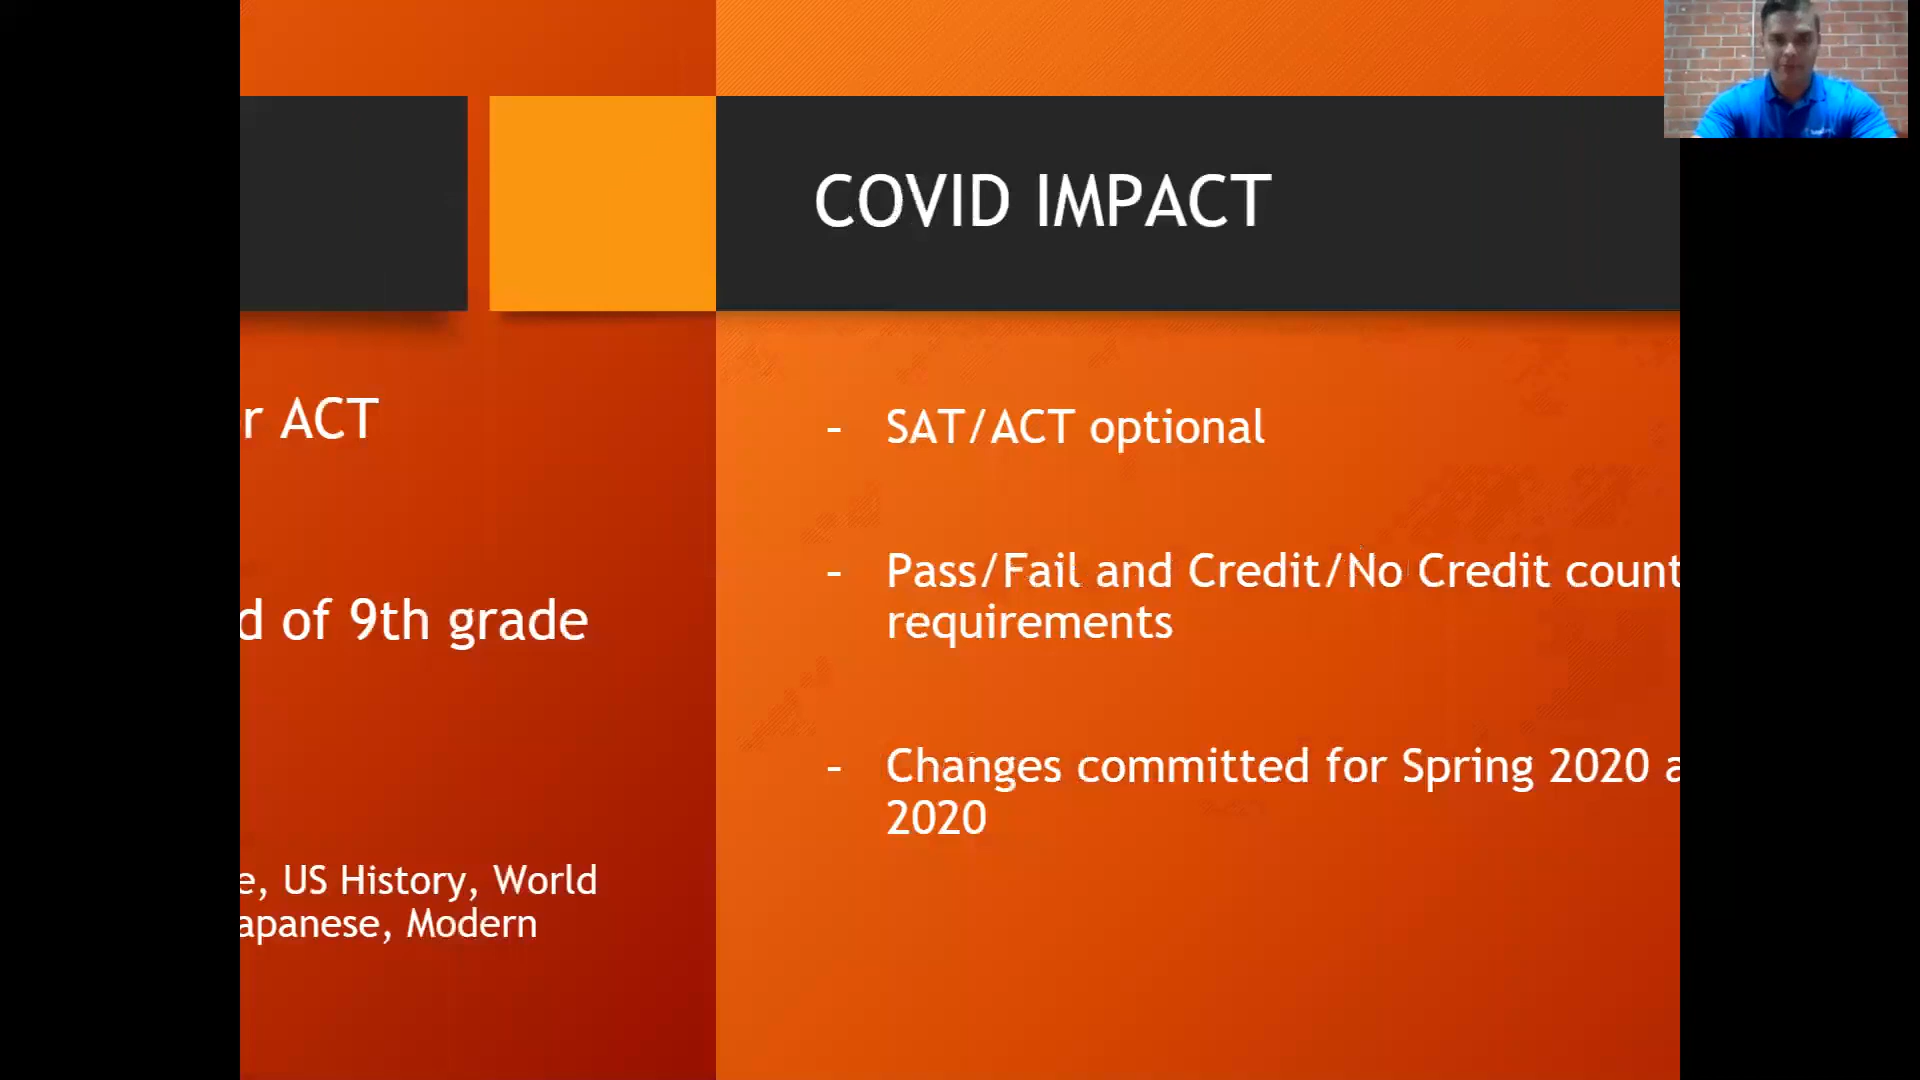 r ACT
d of 9th grade
e, US History, World
apanese, Modern
COVID IMPACT
- SAT/ACT optional
- Pass/Fail and Credit/No Credit count
requirements
- Changes committed for Spring 2020 a
2020